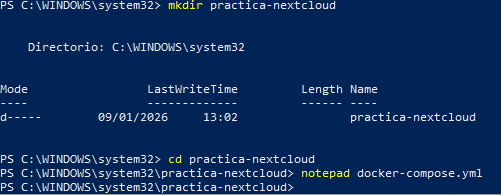 PS C:\WINDOWS\system32> mkdir practica-nextcloud
Directorio: C:\WINDOWS\system32
Mode                LastWriteTime         Length Name
----                -------------         ------ ----
d-----        09/01/2026     13:02                practica-nextcloud
PS C:\WINDOWS\system32> cd practica-nextcloud
PS C:\WINDOWS\system32\practica-nextcloud> notepad docker-compose.yml
PS C:\WINDOWS\system32\practica-nextcloud>